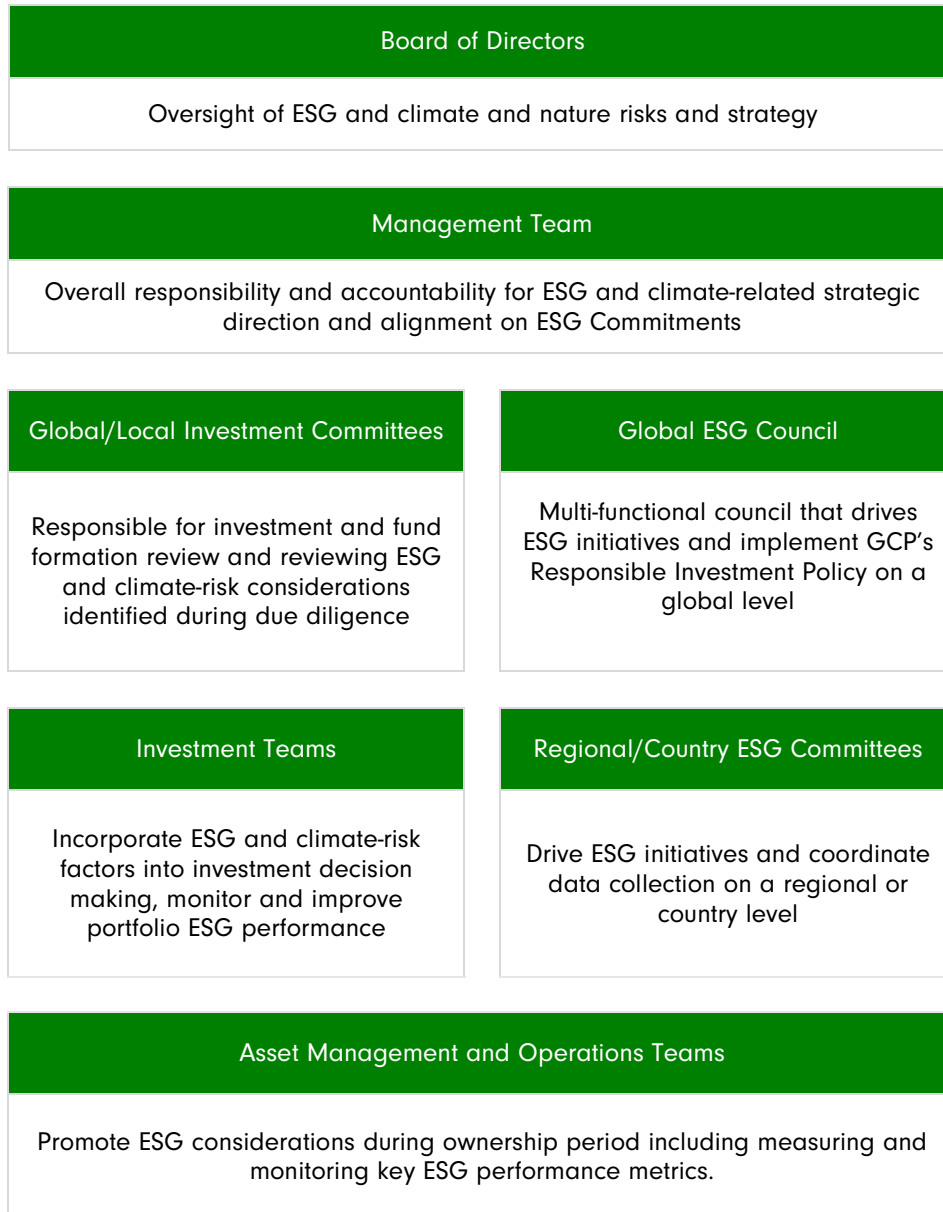 Board of Directors
Oversight of ESG and climate and nature risks and strategy
Management Team
Overall responsibility and accountability for ESG and climate-related strategic
direction and alignment on ESG Commitments
Global/Local Investment Committees
Responsible for investment and fund
formation review and reviewing ESG
and climate-risk considerations
identified during due diligence
Global ESG Council
Multi-functional council that drives
ESG initiatives and implement GCP’s
Responsible Investment Policy on a
global level
Investment Teams
Incorporate ESG and climate-risk
factors into investment decision
making, monitor and improve
portfolio ESG performance
Regional/Country ESG Committees
Drive ESG initiatives and coordinate
data collection on a regional or
country level
Asset Management and Operations Teams
Promote ESG considerations during ownership period including measuring and
monitoring key ESG performance metrics.